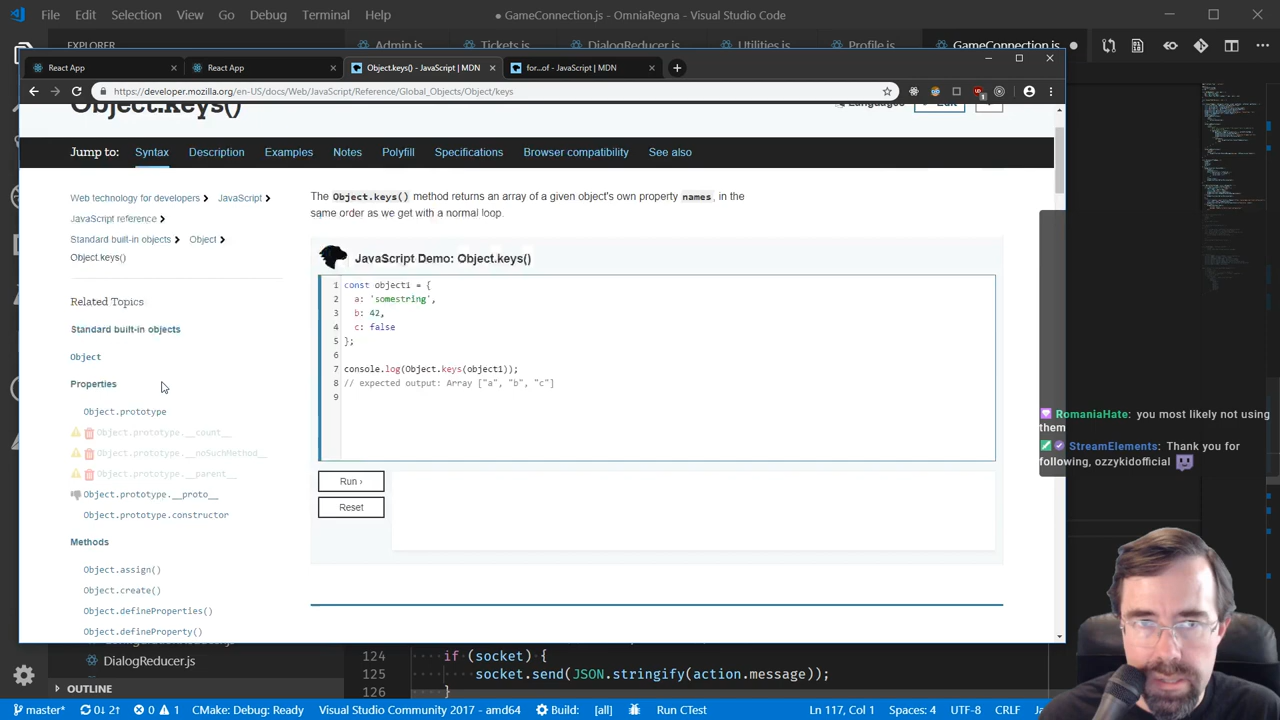 File Edit Selection View Go Debug Terminal Help
● GameConnection.js - OmniaRegna - Visual Studio Code
EXPLORER
Admin.js
Tickets.js
DialogReducer.js
Utilities.js
Profile.js
GameConnection.js ●
React App
React App
Object.keys() - JavaScript | MDN
for...of - JavaScript | MDN
https://developer.mozilla.org/en-US/docs/Web/JavaScript/Reference/Global_Objects/Object/keys
Object.keys()
Languages
Edit
Jump to: Syntax Description Examples Notes Polyfill Specifications Browser compatibility See also
Web technology for developers
JavaScript
JavaScript reference
Standard built-in objects
Object
Object.keys()
Related Topics
Standard built-in objects
Object
Properties
Object.prototype
Object.prototype.__count__
Object.prototype.__noSuchMethod__
Object.prototype.__parent__
Object.prototype.__proto__
Object.prototype.constructor
Methods
Object.assign()
Object.create()
Object.defineProperties()
Object.defineProperty()
The Object.keys() method returns an array of a given object's own property names, in the
same order as we get with a normal loop.
JavaScript Demo: Object.keys()
1 const object1 = {
2 a: 'somestring',
3 b: 42,
4 c: false
5 };
6
7 console.log(Object.keys(object1));
8 // expected output: Array ["a", "b", "c"]
9
Run ›
Reset
RomaniaHate: you most likely not using
them
StreamElements: Thank you for
following, ozzykidofficial
DialogReducer.js
OUTLINE
124 if (socket) {
125 socket.send(JSON.stringify(action.message));
126 }
master* 0↓ 2↑ 0 1 CMake: Debug: Ready Visual Studio Community 2017 - amd64 Build: [all] Run CTest Ln 117, Col 1 Spaces: 4 UTF-8 CRLF JavaScript